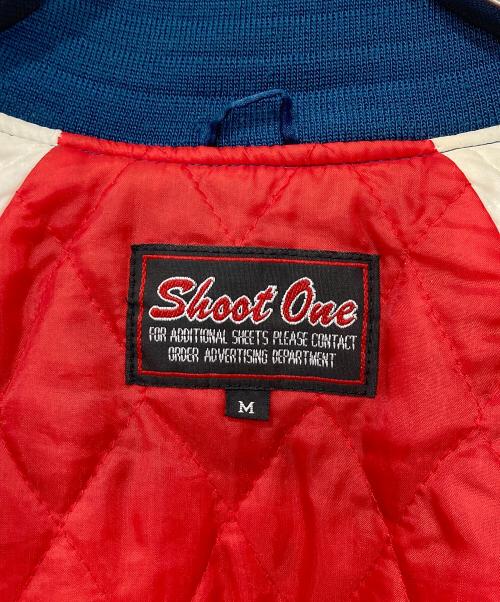 Shoot One
FOR ADDITIONAL SHEETS PLEASE CONTACT
ORDER ADVERTISING DEPARTMENT
M